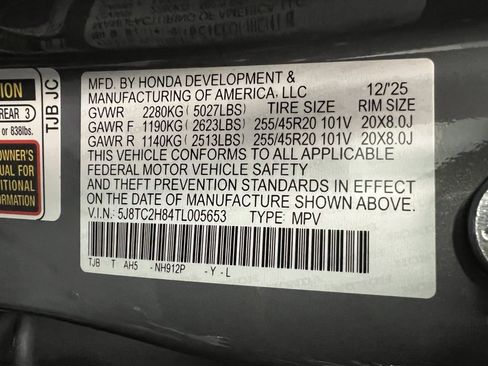 MFD. BY HONDA DEVELOPMENT &
MANUFACTURING OF AMERICA, LLC 12/'25
GVWR 2280KG (5027LBS) TIRE SIZE RIM SIZE
GAWR F 1190KG (2623LBS) 255/45R20 101V 20X8.0J
GAWR R 1140KG (2513LBS) 255/45R20 101V 20X8.0J
THIS VEHICLE CONFORMS TO ALL APPLICABLE
FEDERAL MOTOR VEHICLE SAFETY
AND THEFT PREVENTION STANDARDS IN EFFECT
ON THE DATE OF MANUFACTURE SHOWN ABOVE.
V.I.N.: 5J8TC2H84TL005653 TYPE: MPV
TJB T AH5 -NH912P -Y-L
TJB JC
REAR 3
or 838lbs.
OWNER'S
UAL for
ITIONAL
ORMATION